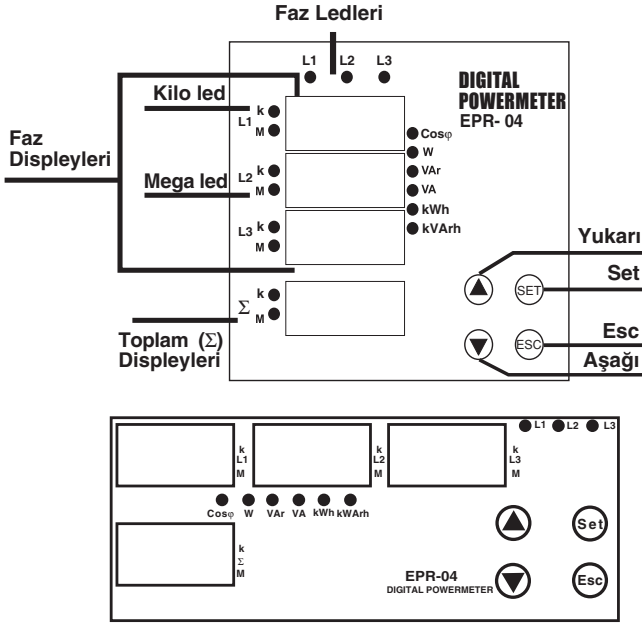 Faz Ledleri
L1 L2 L3
DIGITAL
POWERMETER
EPR- 04
Kilo led
k
L1
M
Faz
Displeyleri
Cosφ
W
VAr
VA
kWh
kVArh
Mega led
L2 k
M
L3 k
M
Yukarı
Set
SET
k
Σ
M
Toplam (Σ)
Displeyleri
Esc
ESC
Aşağı
L1 L2 L3
k
L1
M
k
L2
M
k
L3
M
Cosφ W VAr VA kWh kWArh
Set
k
Σ
M
EPR-04
DIGITAL POWERMETER
Esc